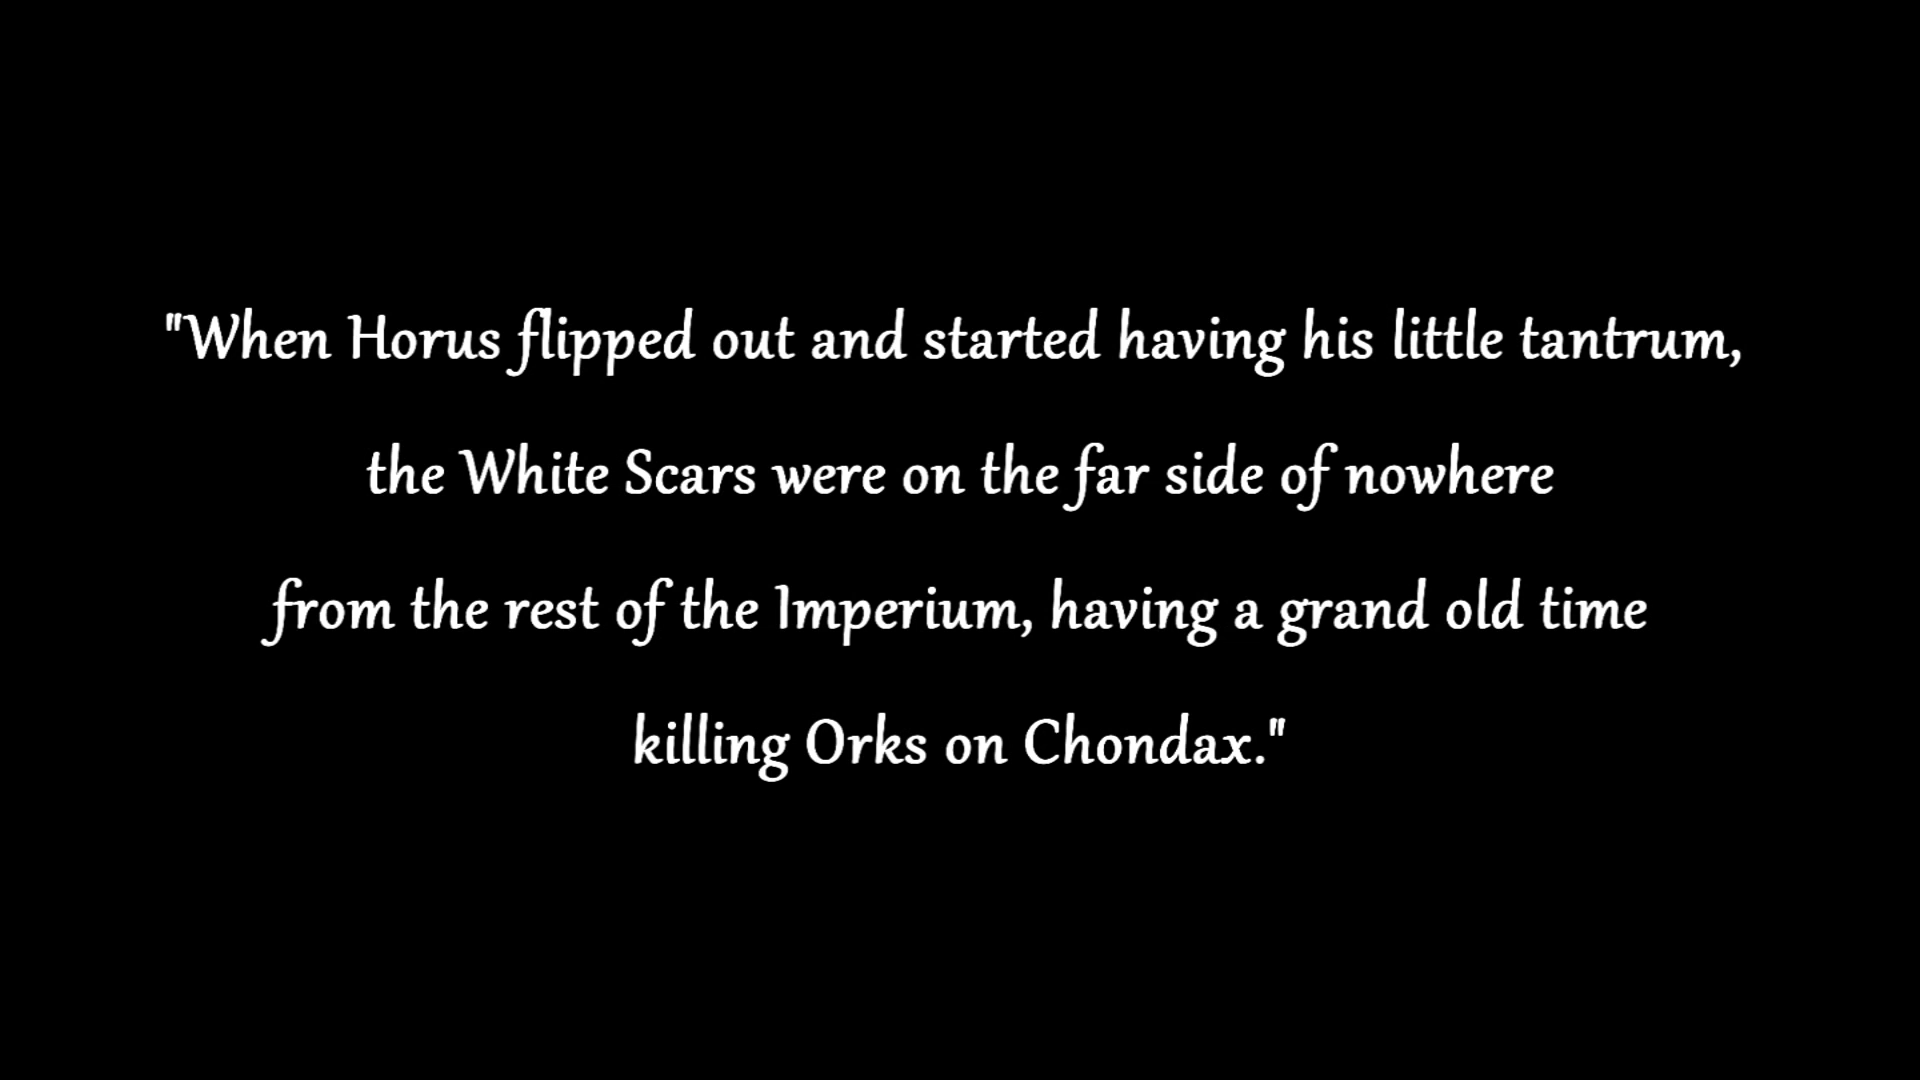 "When Horus flipped out and started having his little tantrum,
the White Scars were on the far side of nowhere
from the rest of the Imperium, having a grand old time
killing Orks on Chondax."